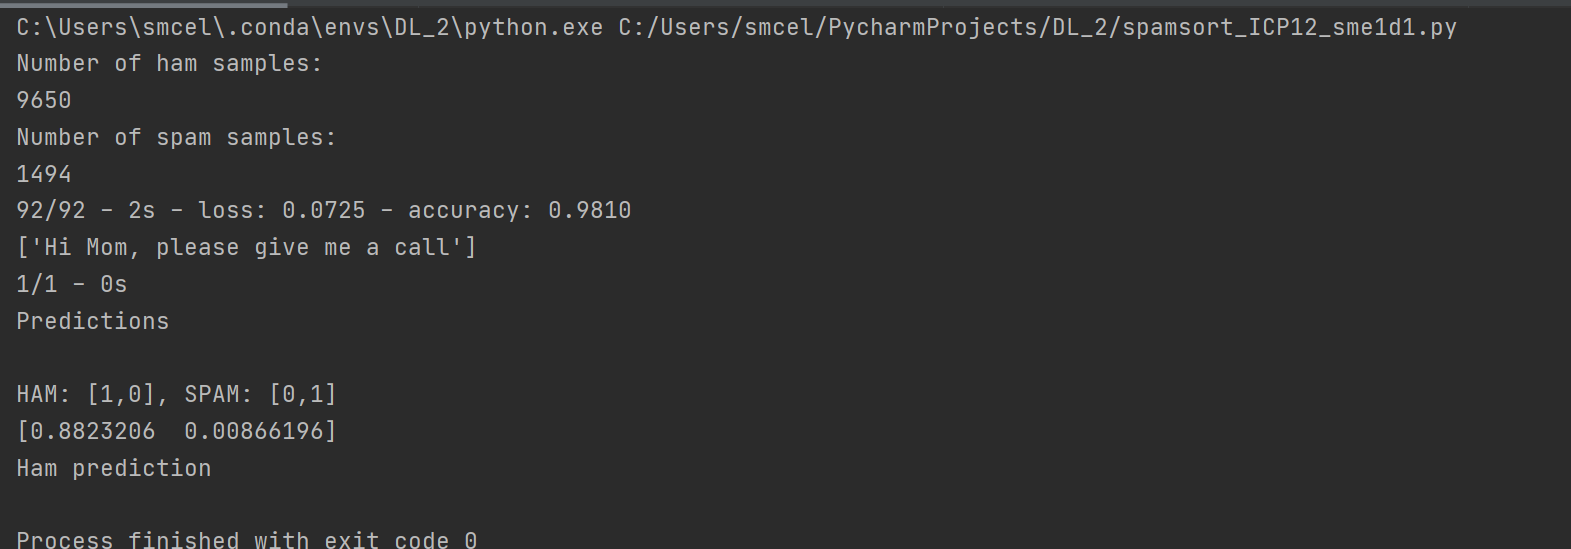 C:\Users\smcel\.conda\envs\DL_2\python.exe C:/Users/smcel/PycharmProjects/DL_2/spamsort_ICP12_sme1d1.py
Number of ham samples:
9650
Number of spam samples:
1494
92/92 - 2s - loss: 0.0725 - accuracy: 0.9810
['Hi Mom, please give me a call']
1/1 - 0s
Predictions
HAM: [1,0], SPAM: [0,1]
[0.8823206  0.00866196]
Ham prediction
Process finished with exit code 0